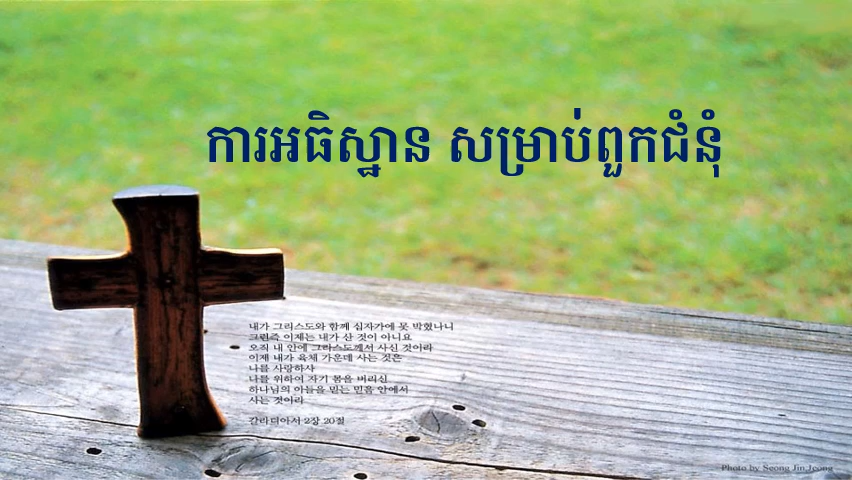 ការអធិស្ឋាន សម្រាប់ពួកជំនុំ
내가 그리스도와 함께 십자가에 못 박혔나니
그런즉 이제는 내가 산 것이 아니요
오직 내 안에 그리스도께서 사신 것이라
이제 내가 육체 가운데 사는 것은
나를 사랑하사
나를 위하여 자기 몸을 버리신
하나님의 아들을 믿는 믿음 안에서
사는 것이라
갈라디아서 2장 20절
Photo by Seong Jin Jeong